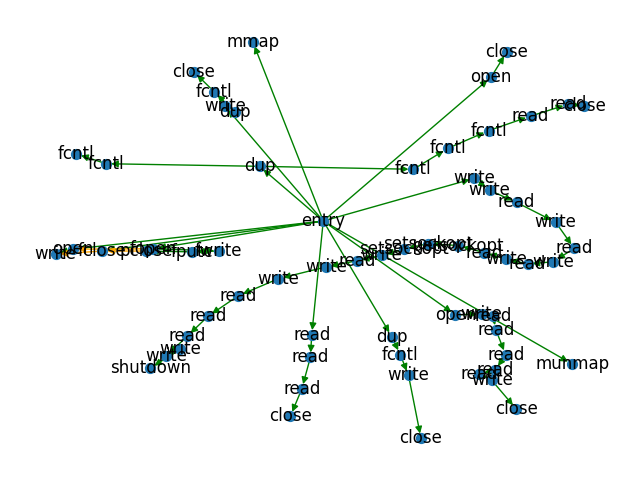 mmap
close
close
open
fcntl
write
dup
read
close
read
fcntl
fcntl
fcntl
fcntl
dup
fcntl
write
write
read
write
entry
write
open
fclose
fopen
fwrite
setsockopt
read
read
write
read
write
write
read
write
write
read
open
write
read
read
read
read
dup
read
write
write
shutdown
read
fcntl
read
munmap
read
write
read
read
write
close
close
close